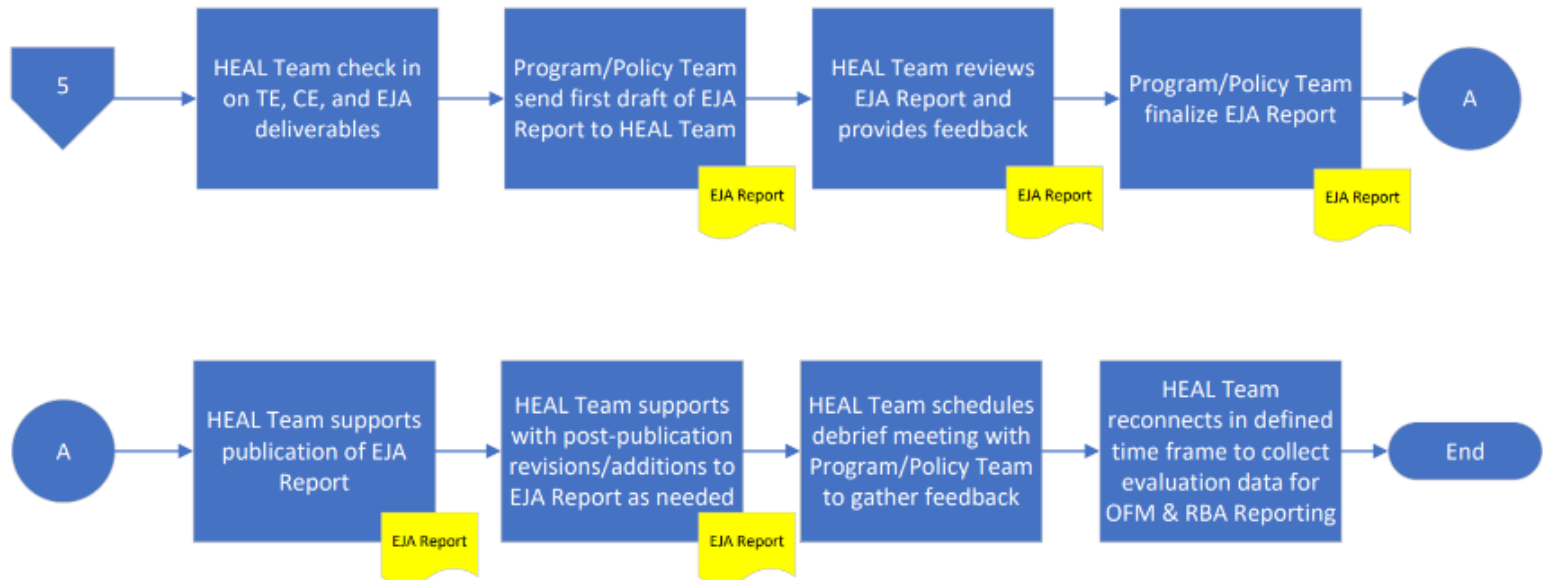 5
HEAL Team check in
on TE, CE, and EJA
deliverables
Program/Policy Team
send first draft of EJA
Report to HEAL Team
EJA Report
HEAL Team reviews
EJA Report and
provides feedback
EJA Report
Program/Policy Team
finalize EJA Report
EJA Report
A
A
HEAL Team supports
publication of EJA
Report
EJA Report
HEAL Team supports
with post-publication
revisions/additions to
EJA Report as needed
EJA Report
HEAL Team schedules
debrief meeting with
Program/Policy Team
to gather feedback
HEAL Team
reconnects in defined
time frame to collect
evaluation data for
OFM & RBA Reporting
End